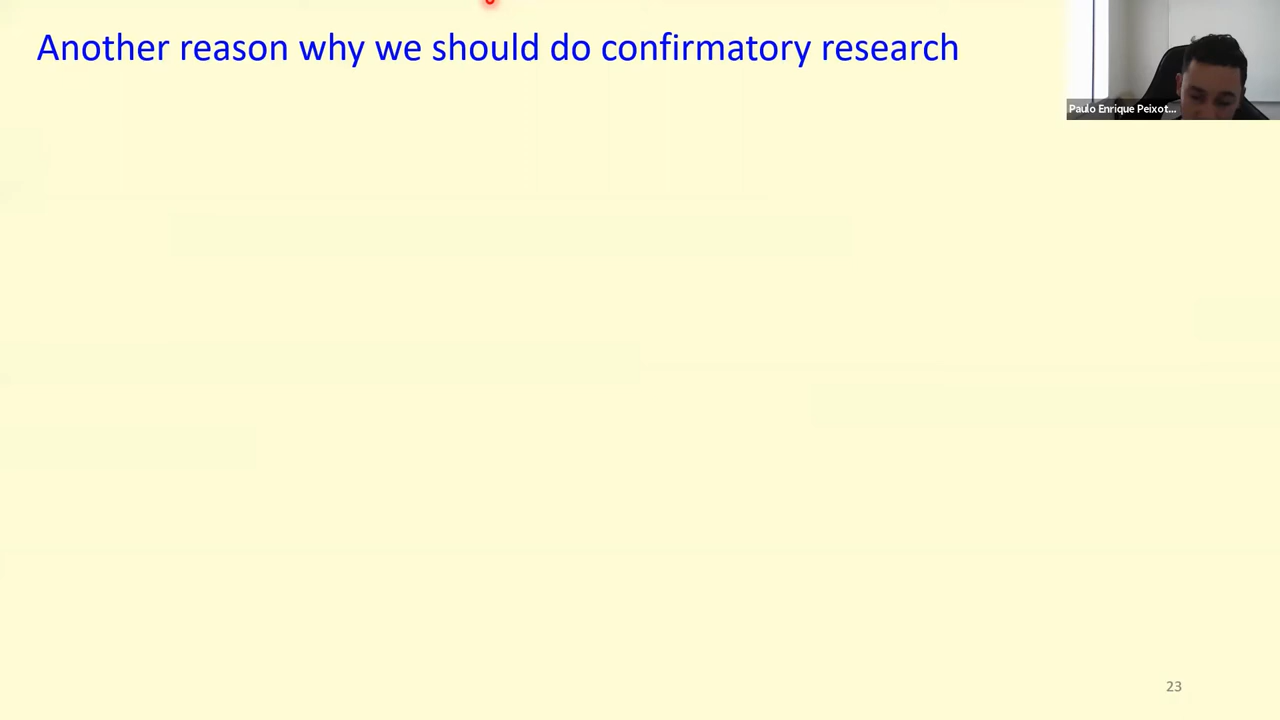 Another reason why we should do confirmatory research
Paulo Enrique Peixot...
23